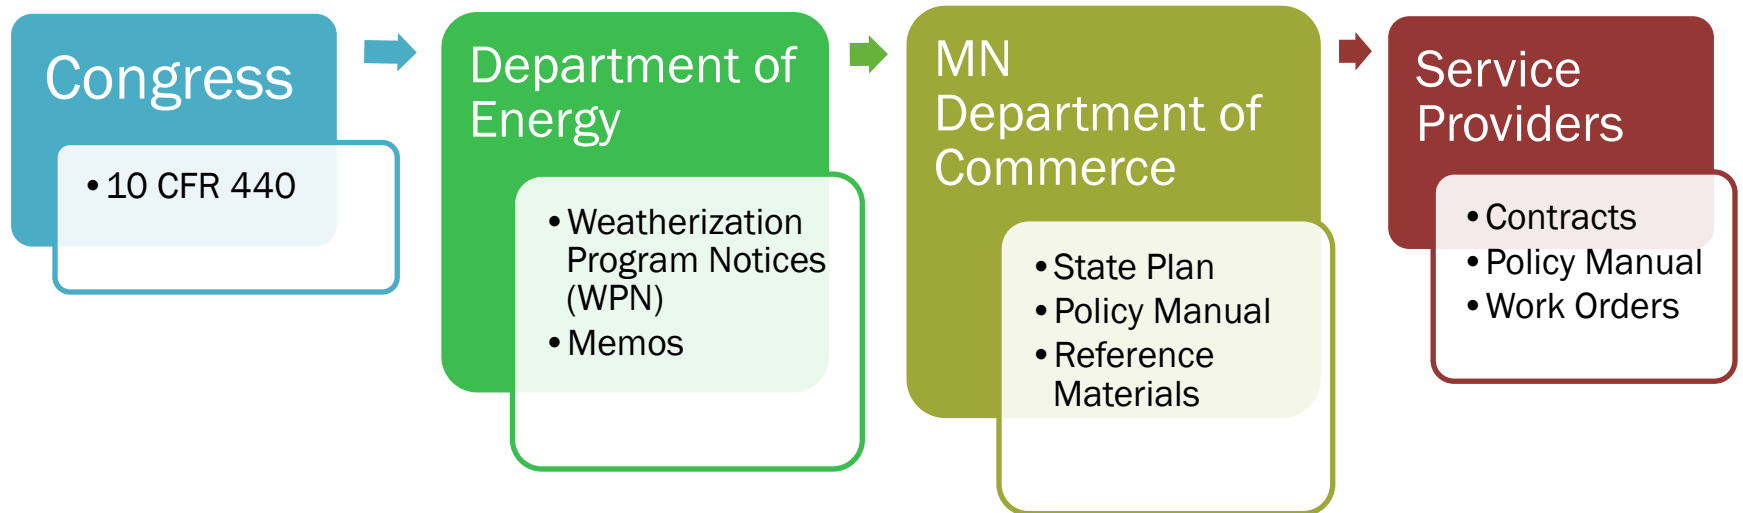 Congress
• 10 CFR 440
Department of
Energy
• Weatherization
Program Notices
(WPN)
• Memos
MN
Department of
Commerce
• State Plan
• Policy Manual
• Reference
Materials
Service
Providers
• Contracts
• Policy Manual
• Work Orders